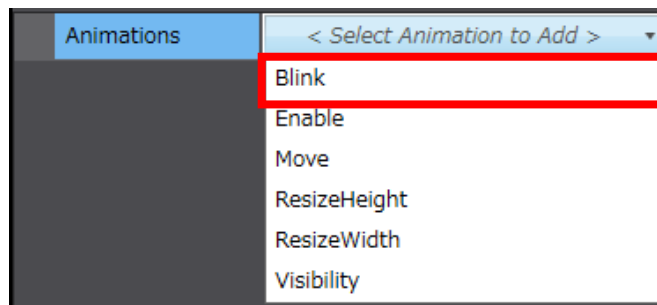 Animations
< Select Animation to Add >
Blink
Enable
Move
ResizeHeight
ResizeWidth
Visibility